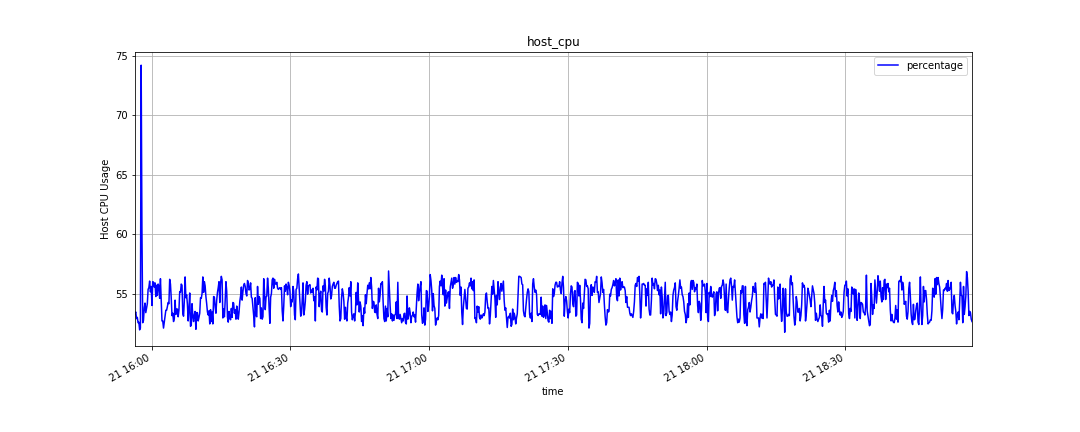 host_cpu
percentage
75
70
65
60
55
Host CPU Usage
21 16:00
21 16:30
21 17:00
21 17:30
21 18:00
21 18:30
time